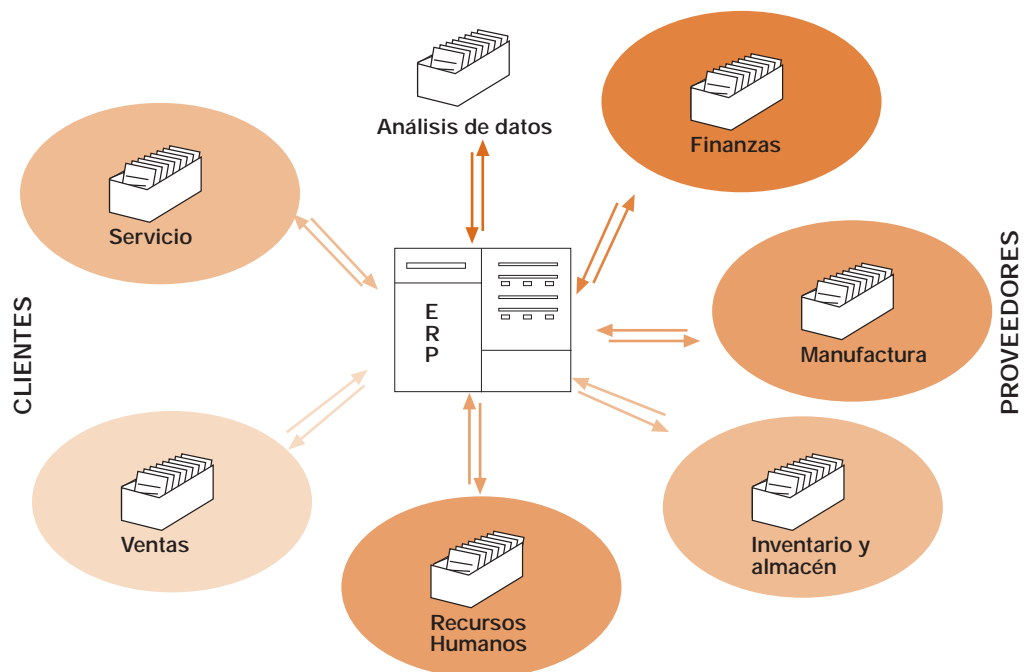 Análisis de datos
Finanzas
Servicio
CLIENTES
PROVEEDORES
E
R
P
Manufactura
Ventas
Inventario y
almacén
Recursos
Humanos